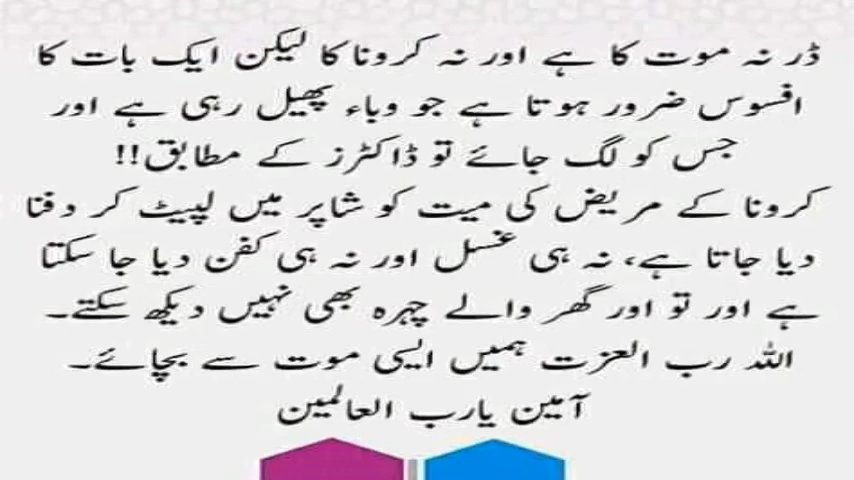 ڈر نہ موت کا ہے اور نہ کرونا کا لیکن ایک بات کا
افسوس ضرور ہوتا ہے جو وباء پھیل رہی ہے اور
جس کو لگ جائے تو ڈاکٹرز کے مطابق!!
کرونا کے مریض کی میت کو شاپر میں لپیٹ کر دفنا
دیا جاتا ہے، نہ ہی غسل اور نہ ہی کفن دیا جا سکتا
ہے اور تو اور گھر والے چہرہ بھی نہیں دیکھ سکتے۔
اللہ رب العزت ہمیں ایسی موت سے بچائے۔
آمین یارب العالمین